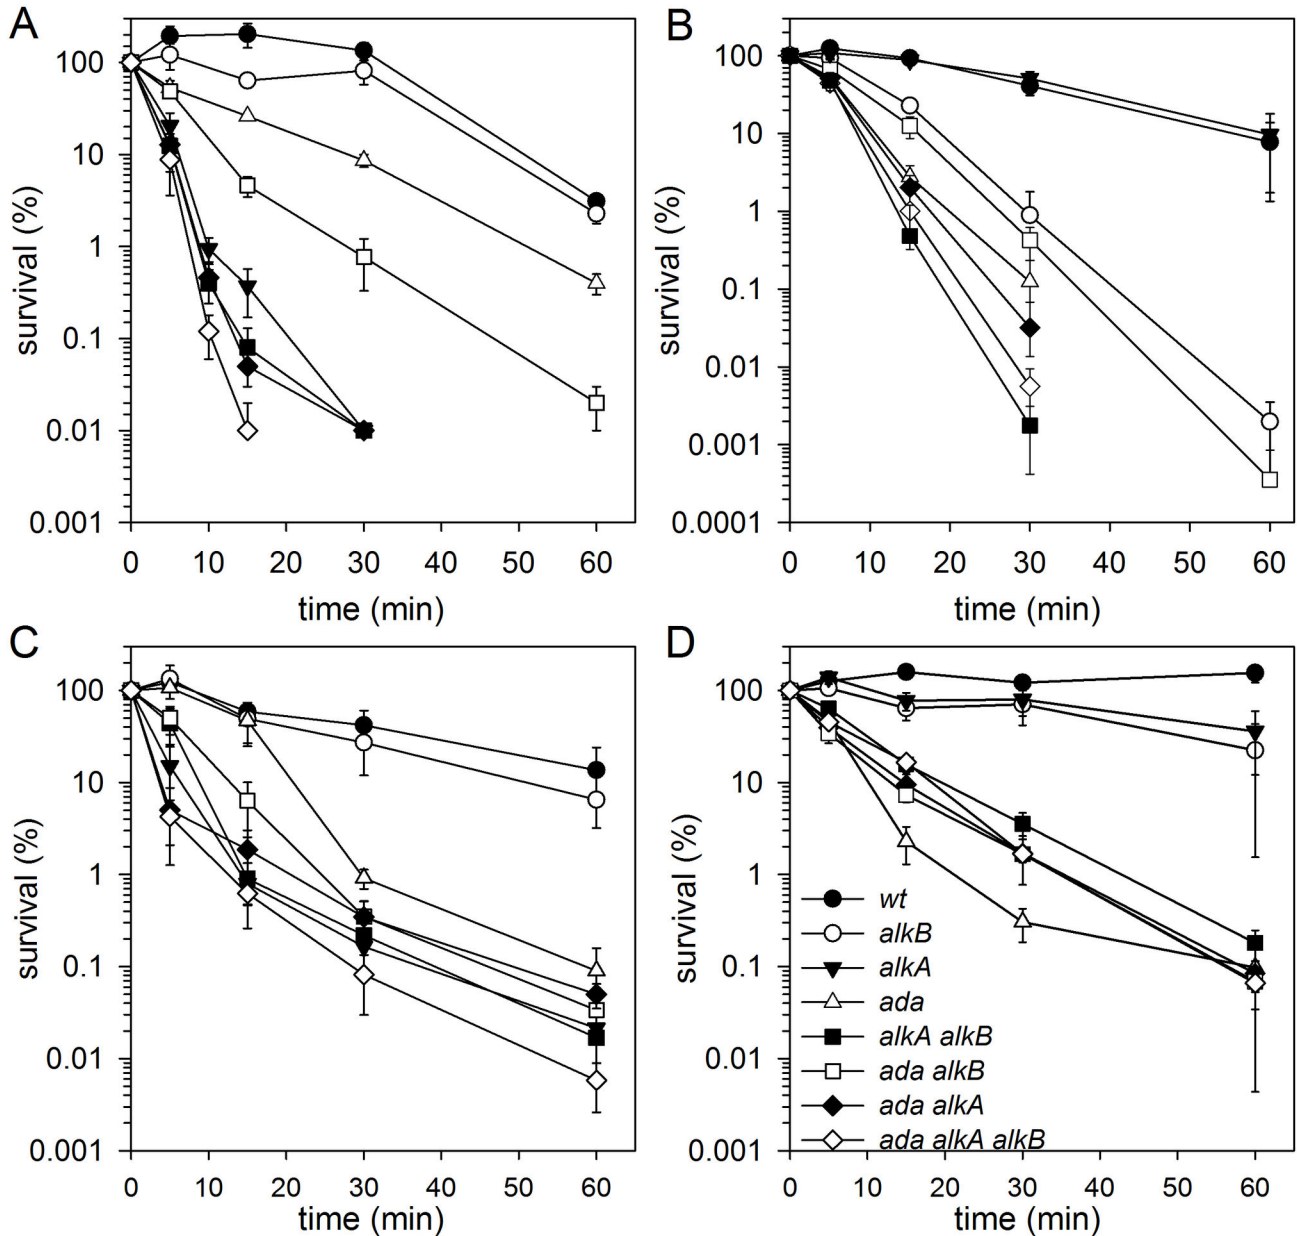 A
survival (%)
100
10
1
0.1
0.01
0.001
0 10 20 30 40 50 60
time (min)
B
survival (%)
100
10
1
0.1
0.01
0.001
0.0001
0 10 20 30 40 50 60
time (min)
C
survival (%)
100
10
1
0.1
0.01
0.001
0 10 20 30 40 50 60
time (min)
D
survival (%)
100
10
1
0.1
0.01
0.001
wt
alkB
alkA
ada
alkA alkB
ada alkB
ada alkA
ada alkA alkB
0 10 20 30 40 50 60
time (min)